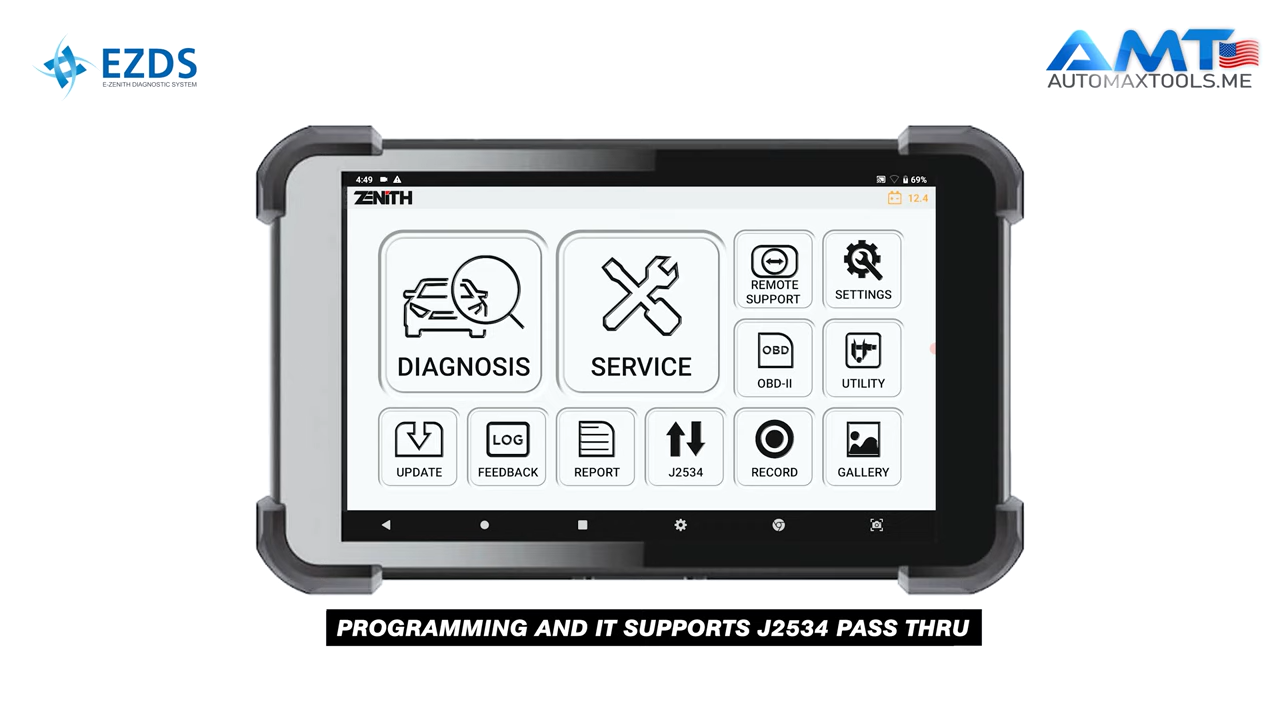 EZDS
E-ZENITH DIAGNOSTIC SYSTEM
AMT
AUTOMAXTOOLS.ME
4:49
69%
ZENITH
12.4
DIAGNOSIS
SERVICE
REMOTE
SUPPORT
SETTINGS
OBD
OBD-II
UTILITY
UPDATE
LOG
FEEDBACK
REPORT
J2534
RECORD
GALLERY
PROGRAMMING AND IT SUPPORTS J2534 PASS THRU